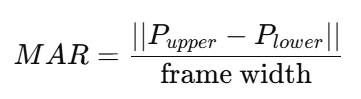 MAR = ||P_upper − P_lower|| / frame width